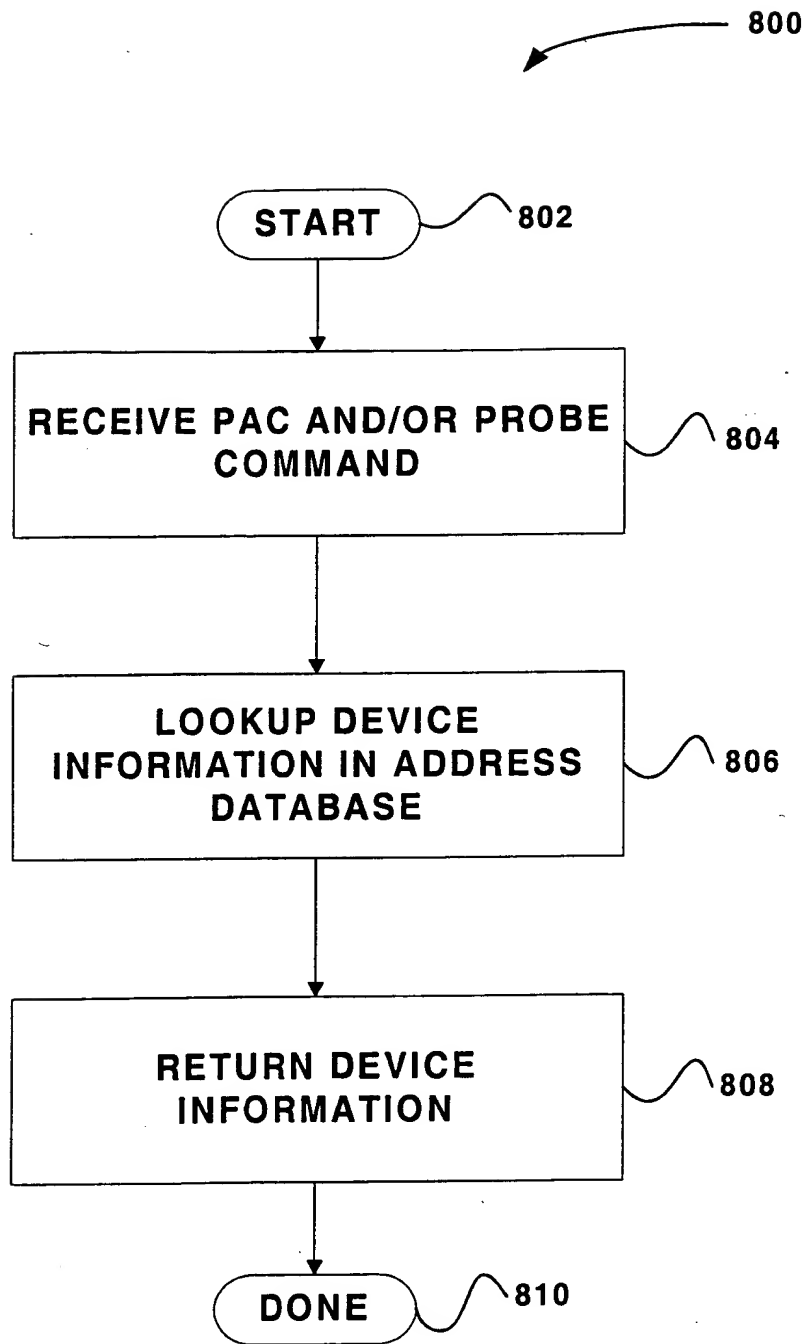 800
START
802
RECEIVE PAC AND/OR PROBE
COMMAND
804
LOOKUP DEVICE
INFORMATION IN ADDRESS
DATABASE
806
RETURN DEVICE
INFORMATION
808
DONE
810